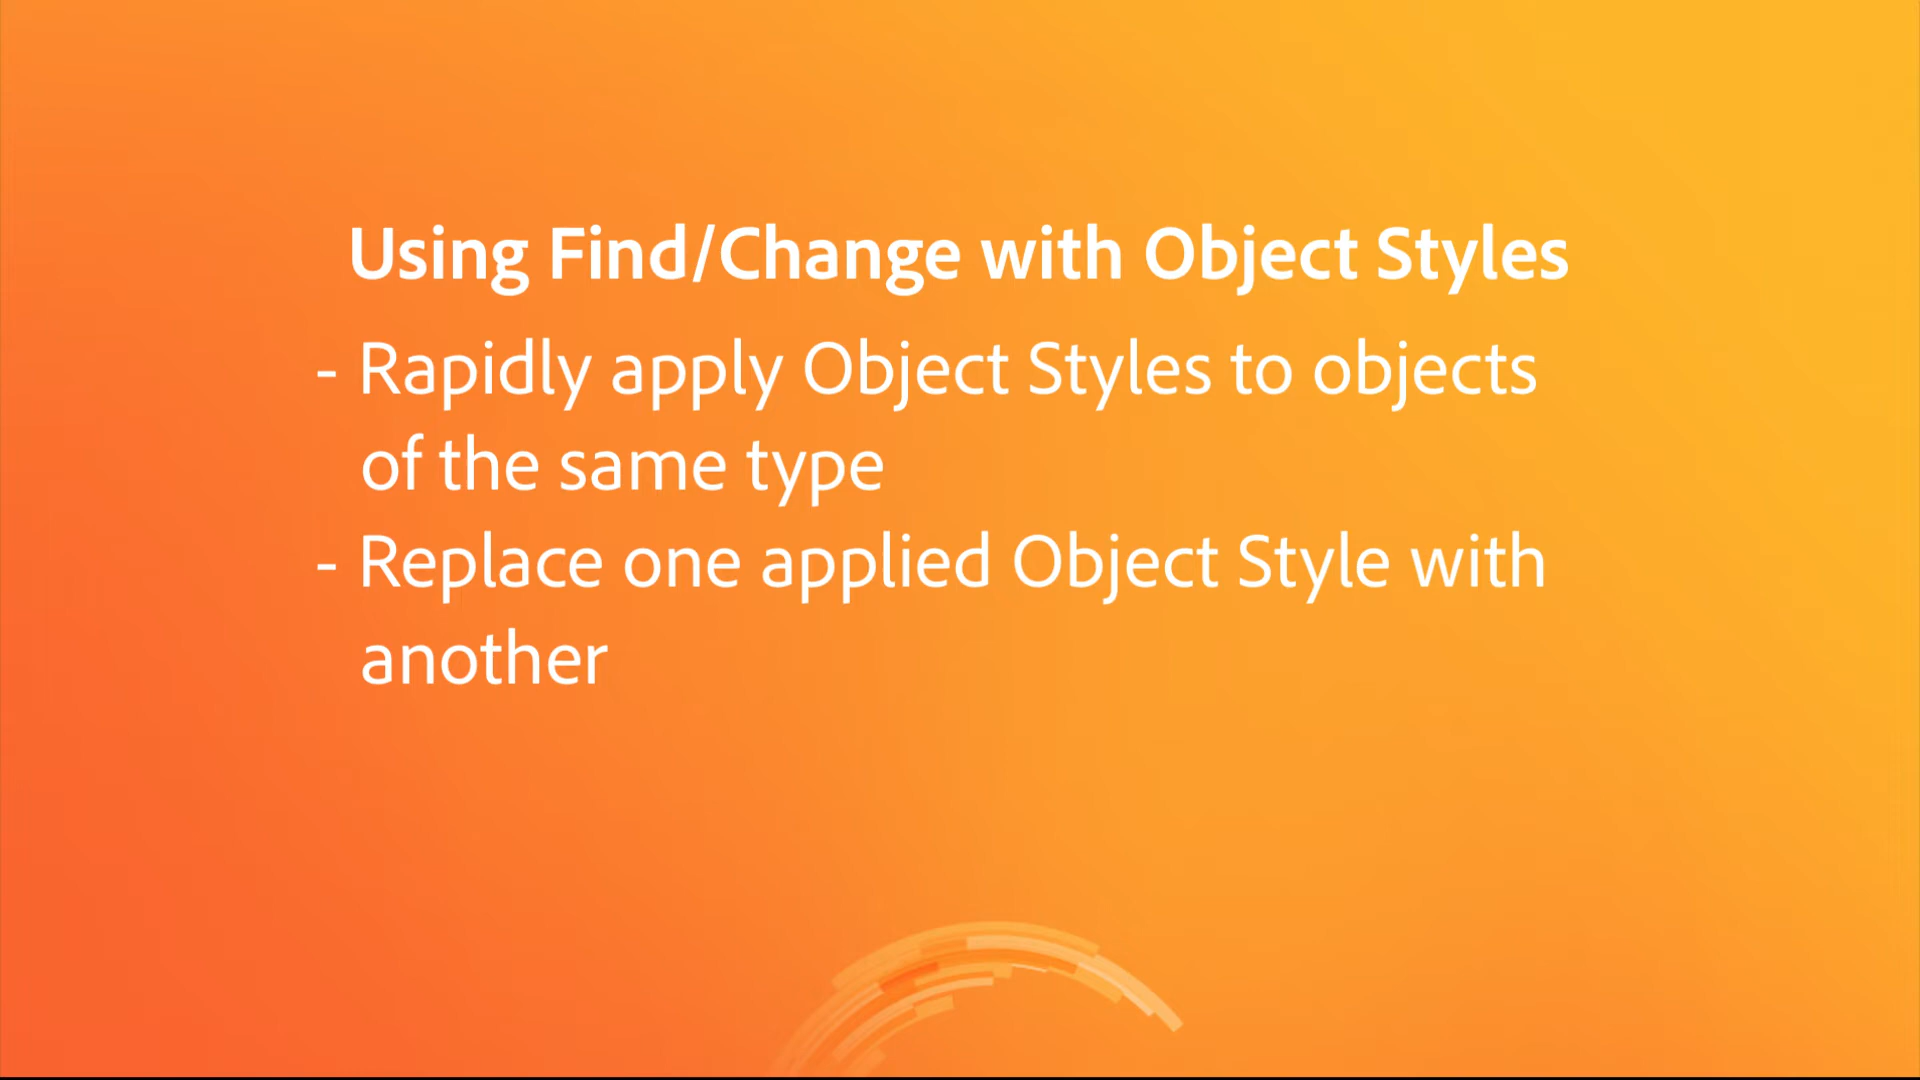 Using Find/Change with Object Styles
- Rapidly apply Object Styles to objects
of the same type
- Replace one applied Object Style with
another